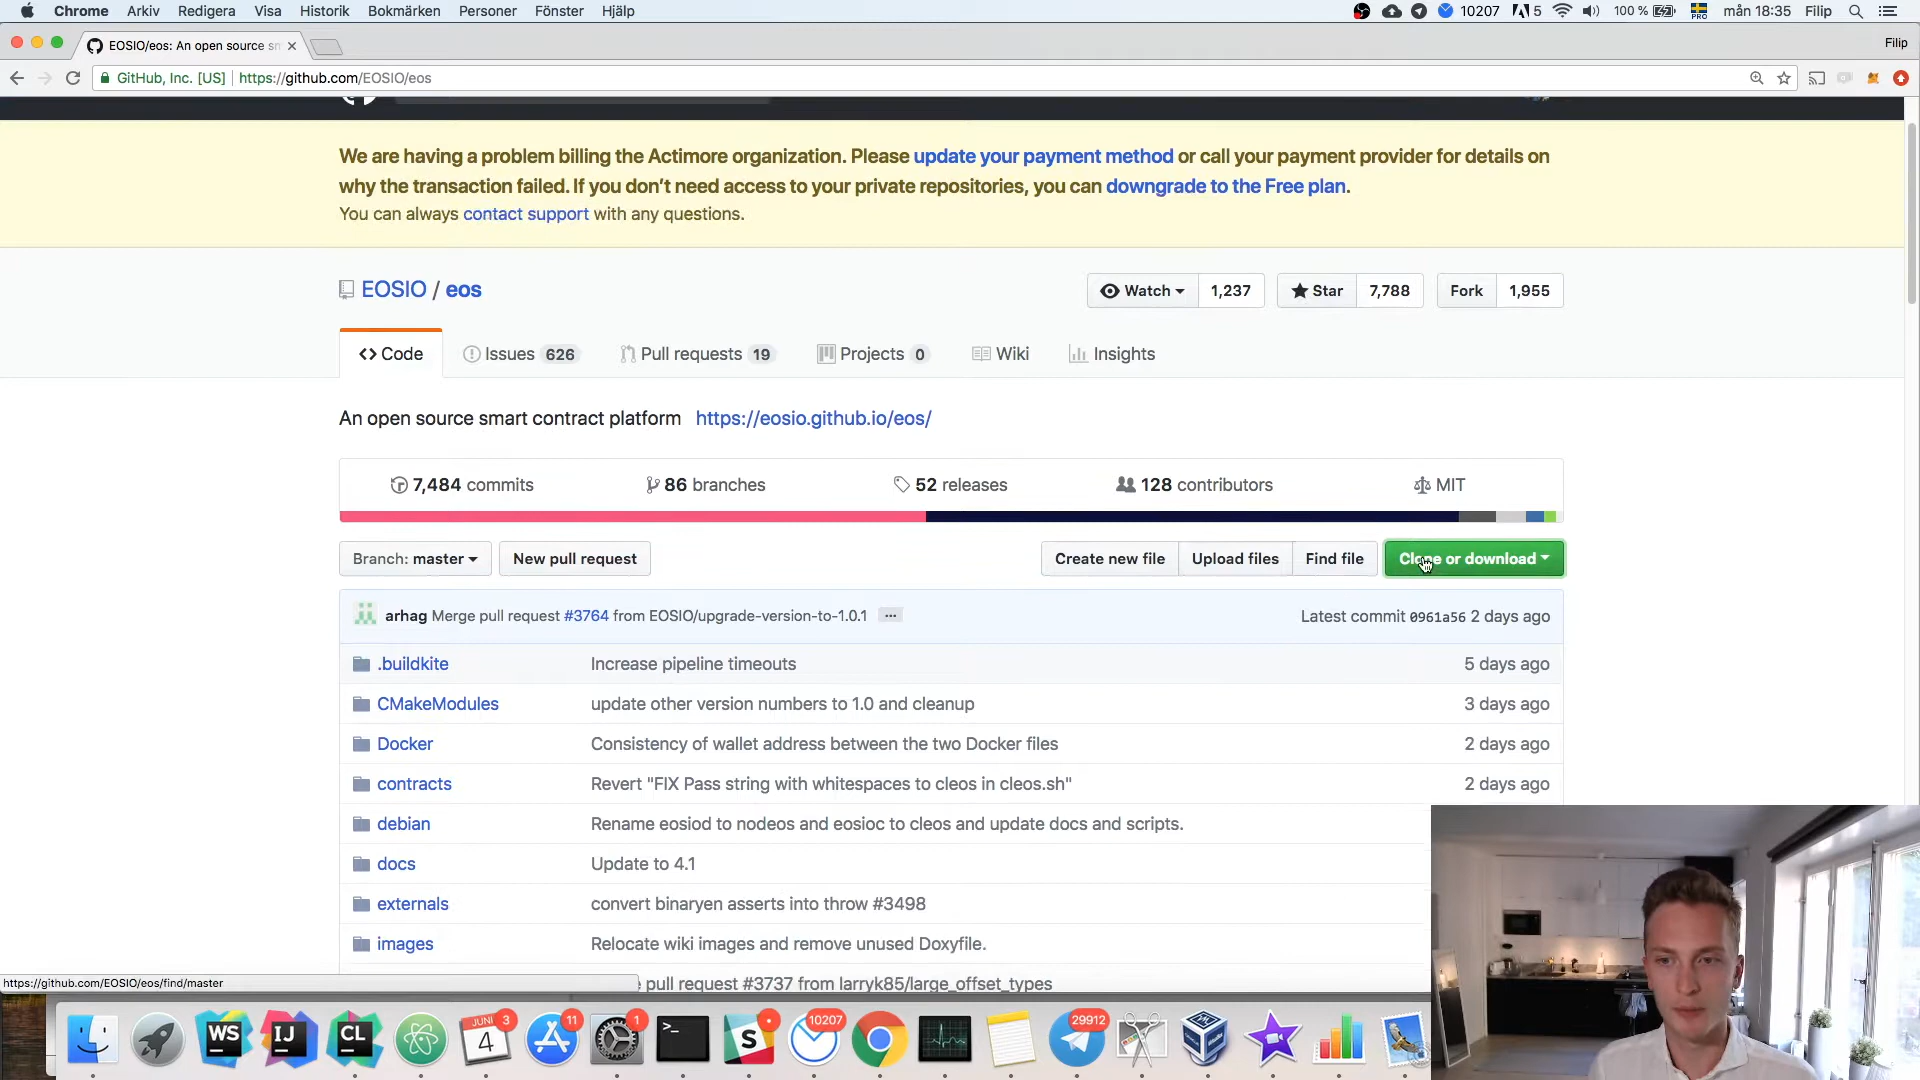 Chrome Arkiv Redigera Visa Historik Bokmärken Personer Fönster Hjälp 10207 5 100 % PRO mån 18:35 Filip
EOSIO/eos: An open source sm Filip
GitHub, Inc. [US] https://github.com/EOSIO/eos
We are having a problem billing the Actimore organization. Please update your payment method or call your payment provider for details on
why the transaction failed. If you don't need access to your private repositories, you can downgrade to the Free plan.
You can always contact support with any questions.
EOSIO / eos Watch 1,237 Star 7,788 Fork 1,955
Code Issues 626 Pull requests 19 Projects 0 Wiki Insights
An open source smart contract platform https://eosio.github.io/eos/
7,484 commits 86 branches 52 releases 128 contributors MIT
Branch: master New pull request Create new file Upload files Find file Clone or download
arhag Merge pull request #3764 from EOSIO/upgrade-version-to-1.0.1 ... Latest commit 0961a56 2 days ago
.buildkite Increase pipeline timeouts 5 days ago
CMakeModules update other version numbers to 1.0 and cleanup 3 days ago
Docker Consistency of wallet address between the two Docker files 2 days ago
contracts Revert "FIX Pass string with whitespaces to cleos in cleos.sh" 2 days ago
debian Rename eosiod to nodeos and eosioc to cleos and update docs and scripts.
docs Update to 4.1
externals convert binaryen asserts into throw #3498
images Relocate wiki images and remove unused Doxyfile.
https://github.com/EOSIO/eos/find/master pull request #3737 from larryk85/large_offset_types
WS IJ CL JUNI 4 3 11 1 >_ S 10207 29912